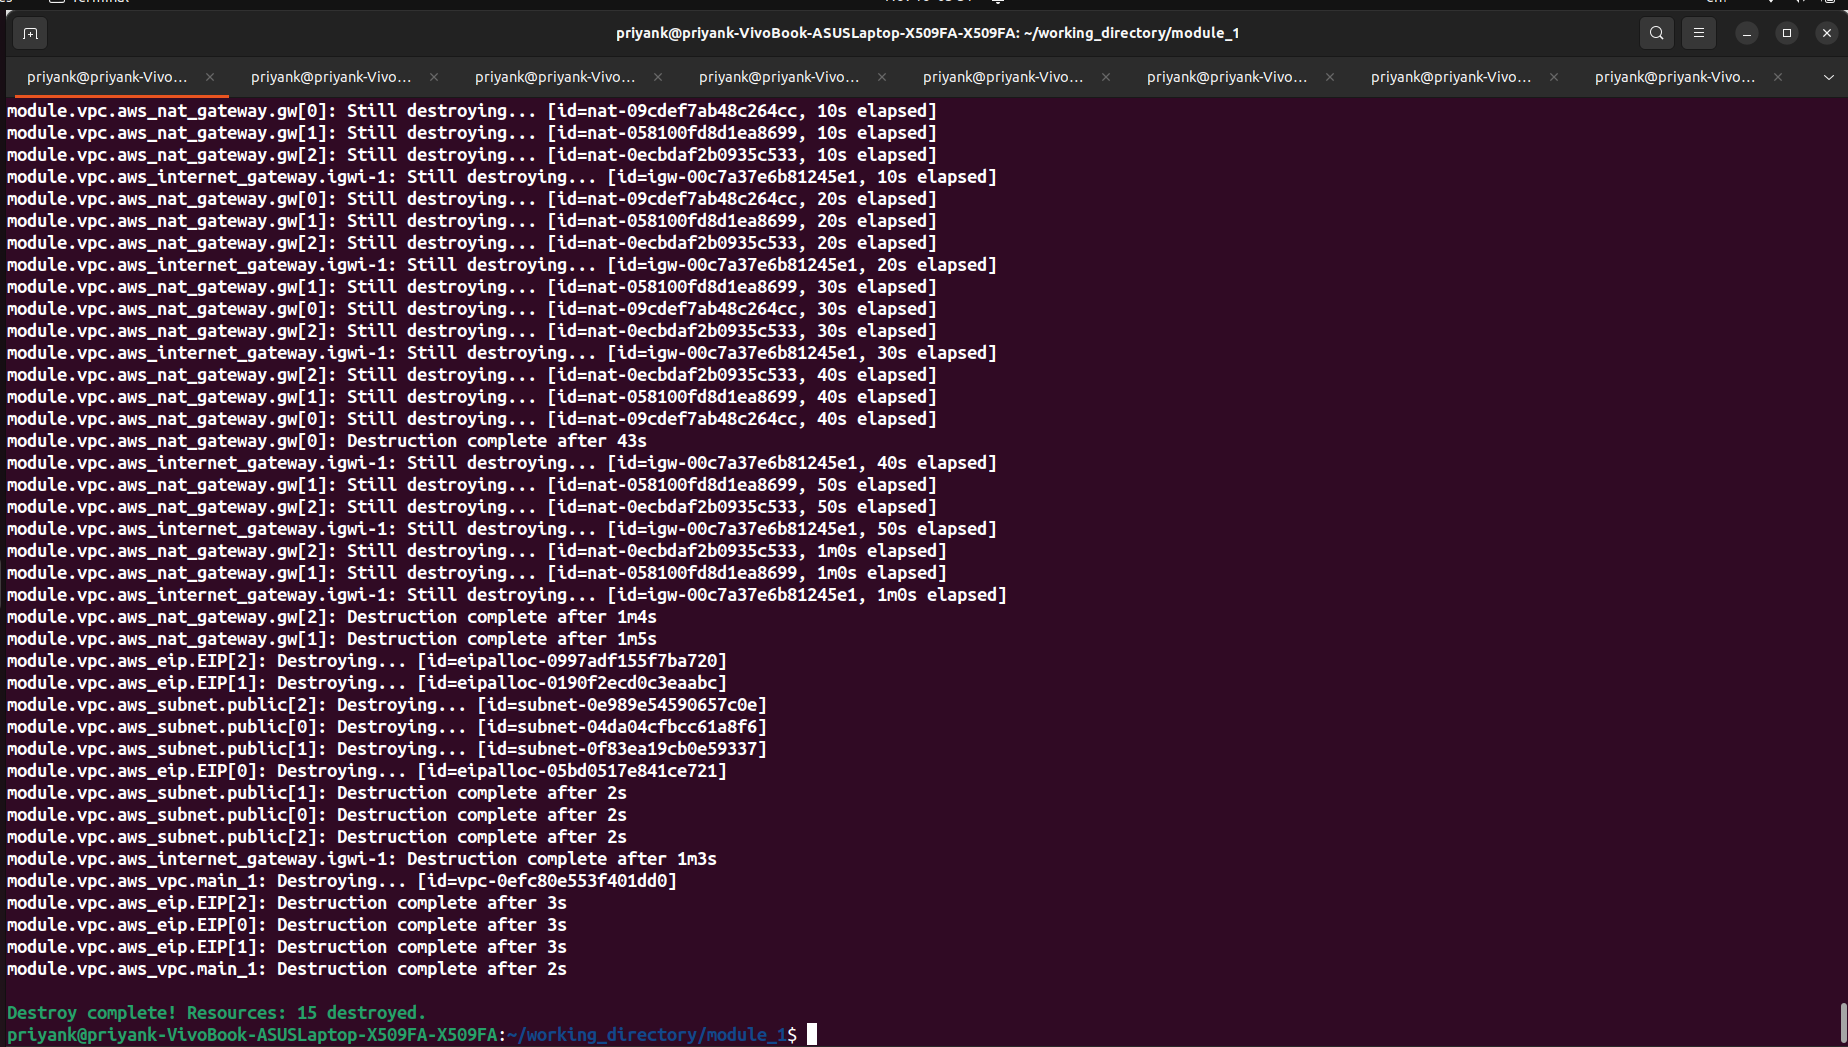 Terminal
priyank@priyank-VivoBook-ASUSLaptop-X509FA-X509FA: ~/working_directory/module_1
priyank@priyank-Vivo... × priyank@priyank-Vivo... × priyank@priyank-Vivo... × priyank@priyank-Vivo... × priyank@priyank-Vivo... × priyank@priyank-Vivo... × priyank@priyank-Vivo... × priyank@priyank-Vivo... ×
module.vpc.aws_nat_gateway.gw[0]: Still destroying... [id=nat-09cdef7ab48c264cc, 10s elapsed]
module.vpc.aws_nat_gateway.gw[1]: Still destroying... [id=nat-058100fd8d1ea8699, 10s elapsed]
module.vpc.aws_nat_gateway.gw[2]: Still destroying... [id=nat-0ecbdaf2b0935c533, 10s elapsed]
module.vpc.aws_internet_gateway.igwi-1: Still destroying... [id=igw-00c7a37e6b81245e1, 10s elapsed]
module.vpc.aws_nat_gateway.gw[0]: Still destroying... [id=nat-09cdef7ab48c264cc, 20s elapsed]
module.vpc.aws_nat_gateway.gw[1]: Still destroying... [id=nat-058100fd8d1ea8699, 20s elapsed]
module.vpc.aws_nat_gateway.gw[2]: Still destroying... [id=nat-0ecbdaf2b0935c533, 20s elapsed]
module.vpc.aws_internet_gateway.igwi-1: Still destroying... [id=igw-00c7a37e6b81245e1, 20s elapsed]
module.vpc.aws_nat_gateway.gw[1]: Still destroying... [id=nat-058100fd8d1ea8699, 30s elapsed]
module.vpc.aws_nat_gateway.gw[0]: Still destroying... [id=nat-09cdef7ab48c264cc, 30s elapsed]
module.vpc.aws_nat_gateway.gw[2]: Still destroying... [id=nat-0ecbdaf2b0935c533, 30s elapsed]
module.vpc.aws_internet_gateway.igwi-1: Still destroying... [id=igw-00c7a37e6b81245e1, 30s elapsed]
module.vpc.aws_nat_gateway.gw[2]: Still destroying... [id=nat-0ecbdaf2b0935c533, 40s elapsed]
module.vpc.aws_nat_gateway.gw[1]: Still destroying... [id=nat-058100fd8d1ea8699, 40s elapsed]
module.vpc.aws_nat_gateway.gw[0]: Still destroying... [id=nat-09cdef7ab48c264cc, 40s elapsed]
module.vpc.aws_nat_gateway.gw[0]: Destruction complete after 43s
module.vpc.aws_internet_gateway.igwi-1: Still destroying... [id=igw-00c7a37e6b81245e1, 40s elapsed]
module.vpc.aws_nat_gateway.gw[1]: Still destroying... [id=nat-058100fd8d1ea8699, 50s elapsed]
module.vpc.aws_nat_gateway.gw[2]: Still destroying... [id=nat-0ecbdaf2b0935c533, 50s elapsed]
module.vpc.aws_internet_gateway.igwi-1: Still destroying... [id=igw-00c7a37e6b81245e1, 50s elapsed]
module.vpc.aws_nat_gateway.gw[2]: Still destroying... [id=nat-0ecbdaf2b0935c533, 1m0s elapsed]
module.vpc.aws_nat_gateway.gw[1]: Still destroying... [id=nat-058100fd8d1ea8699, 1m0s elapsed]
module.vpc.aws_internet_gateway.igwi-1: Still destroying... [id=igw-00c7a37e6b81245e1, 1m0s elapsed]
module.vpc.aws_nat_gateway.gw[2]: Destruction complete after 1m4s
module.vpc.aws_nat_gateway.gw[1]: Destruction complete after 1m5s
module.vpc.aws_eip.EIP[2]: Destroying... [id=eipalloc-0997adf155f7ba720]
module.vpc.aws_eip.EIP[1]: Destroying... [id=eipalloc-0190f2ecd0c3eaabc]
module.vpc.aws_subnet.public[2]: Destroying... [id=subnet-0e989e54590657c0e]
module.vpc.aws_subnet.public[0]: Destroying... [id=subnet-04da04cfbcc61a8f6]
module.vpc.aws_subnet.public[1]: Destroying... [id=subnet-0f83ea19cb0e59337]
module.vpc.aws_eip.EIP[0]: Destroying... [id=eipalloc-05bd0517e841ce721]
module.vpc.aws_subnet.public[1]: Destruction complete after 2s
module.vpc.aws_subnet.public[0]: Destruction complete after 2s
module.vpc.aws_subnet.public[2]: Destruction complete after 2s
module.vpc.aws_internet_gateway.igwi-1: Destruction complete after 1m3s
module.vpc.aws_vpc.main_1: Destroying... [id=vpc-0efc80e553f401dd0]
module.vpc.aws_eip.EIP[2]: Destruction complete after 3s
module.vpc.aws_eip.EIP[0]: Destruction complete after 3s
module.vpc.aws_eip.EIP[1]: Destruction complete after 3s
module.vpc.aws_vpc.main_1: Destruction complete after 2s
Destroy complete! Resources: 15 destroyed.
priyank@priyank-VivoBook-ASUSLaptop-X509FA-X509FA:~/working_directory/module_1$